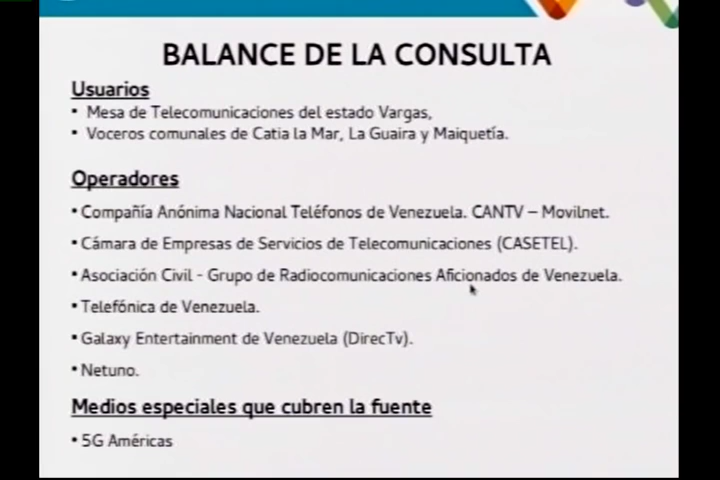 BALANCE DE LA CONSULTA
Usuarios
• Mesa de Telecomunicaciones del estado Vargas,
• Voceros comunales de Catia la Mar, La Guaira y Maiquetía.
Operadores
• Compañía Anónima Nacional Teléfonos de Venezuela. CANTV – Movilnet.
• Cámara de Empresas de Servicios de Telecomunicaciones (CASETEL).
• Asociación Civil - Grupo de Radiocomunicaciones Aficionados de Venezuela.
• Telefónica de Venezuela.
• Galaxy Entertainment de Venezuela (DirecTv).
• Netuno.
Medios especiales que cubren la fuente
• 5G Américas